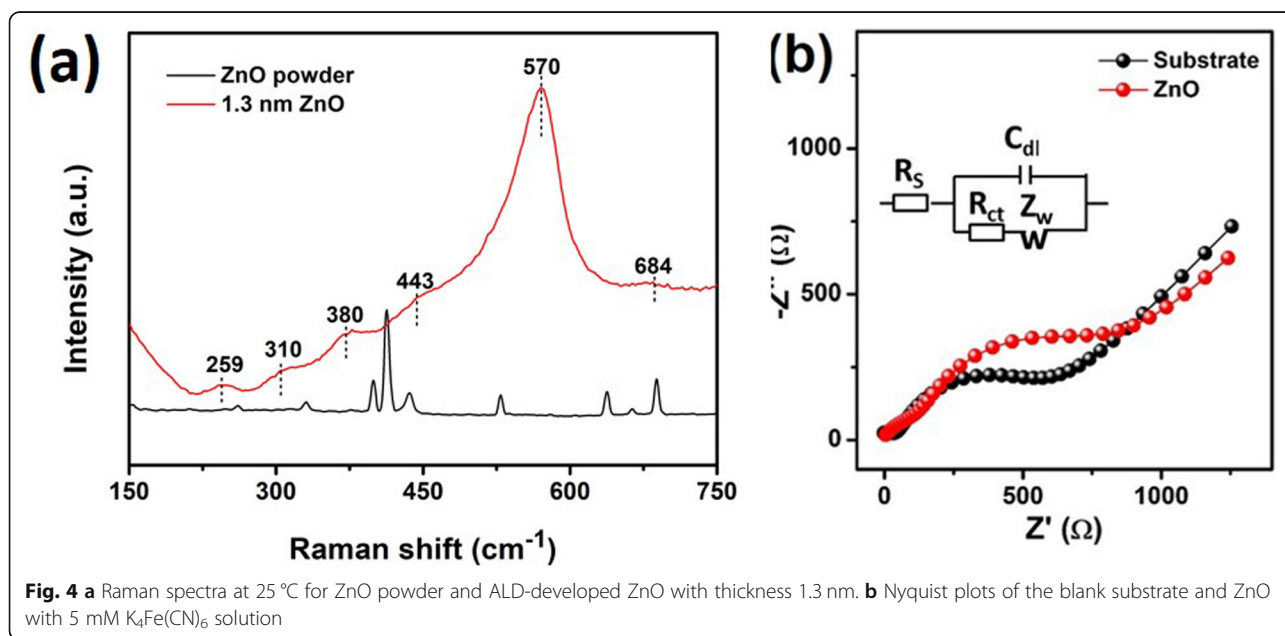 (a)
ZnO powder
1.3 nm ZnO
570
684
443
380
310
259
Intensity (a.u.)
150 300 450 600 750
Raman shift (cm⁻¹)
(b)
Substrate
ZnO
Cdl
RS
Rct Zw
W
1000
500
0
-Z'' (Ω)
0 500 1000
Z' (Ω)
Fig. 4 a Raman spectra at 25 °C for ZnO powder and ALD-developed ZnO with thickness 1.3 nm. b Nyquist plots of the blank substrate and ZnO
with 5 mM K₄Fe(CN)₆ solution